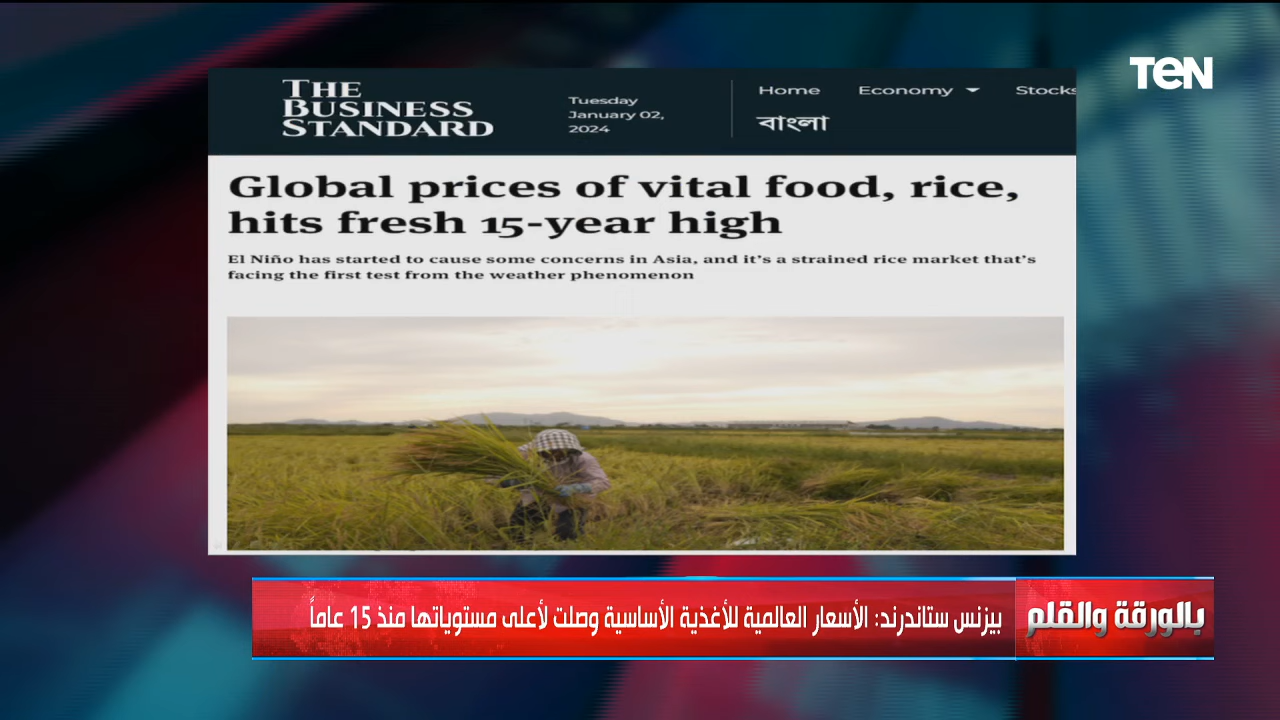 TEN
THE
BUSINESS
STANDARD
Tuesday
January 02,
2024
Home
Economy
Stocks
বাংলা
Global prices of vital food, rice,
hits fresh 15-year high
El Niño has started to cause some concerns in Asia, and it's a strained rice market that's
facing the first test from the weather phenomenon
بالورقة والقلم
بيزنس ستاندرند: الأسعار العالمية للأغذية الأساسية وصلت لأعلى مستوياتها منذ 15 عاماً